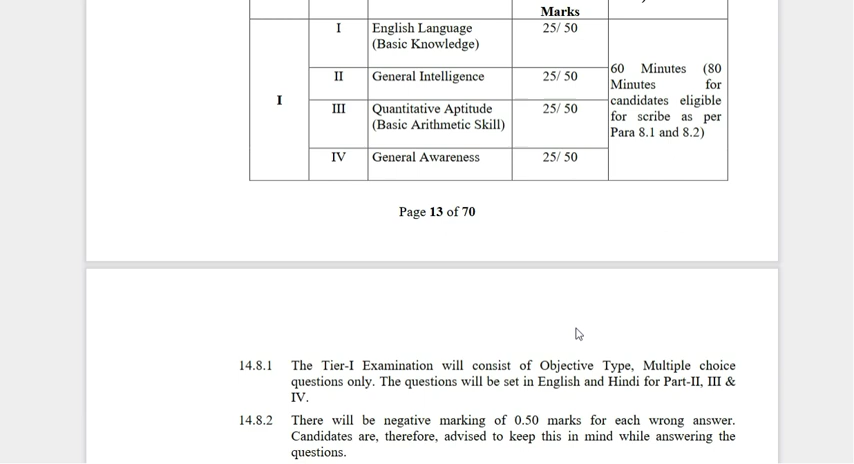 Marks
I English Language 25/ 50
(Basic Knowledge)
II General Intelligence 25/ 50
I
III Quantitative Aptitude 25/ 50
(Basic Arithmetic Skill)
IV General Awareness 25/ 50
60 Minutes (80
Minutes for
candidates eligible
for scribe as per
Para 8.1 and 8.2)
Page 13 of 70
14.8.1 The Tier-I Examination will consist of Objective Type, Multiple choice
questions only. The questions will be set in English and Hindi for Part-II, III &
IV.
14.8.2 There will be negative marking of 0.50 marks for each wrong answer.
Candidates are, therefore, advised to keep this in mind while answering the
questions.